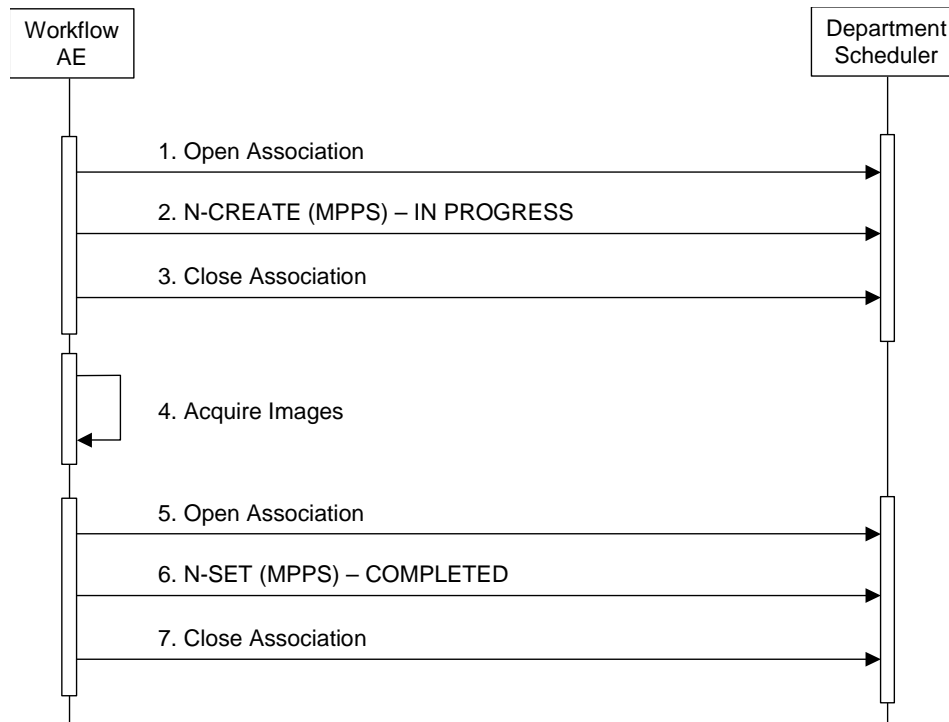 Workflow
AE
Department
Scheduler
1. Open Association
2. N-CREATE (MPPS) – IN PROGRESS
3. Close Association
4. Acquire Images
5. Open Association
6. N-SET (MPPS) – COMPLETED
7. Close Association